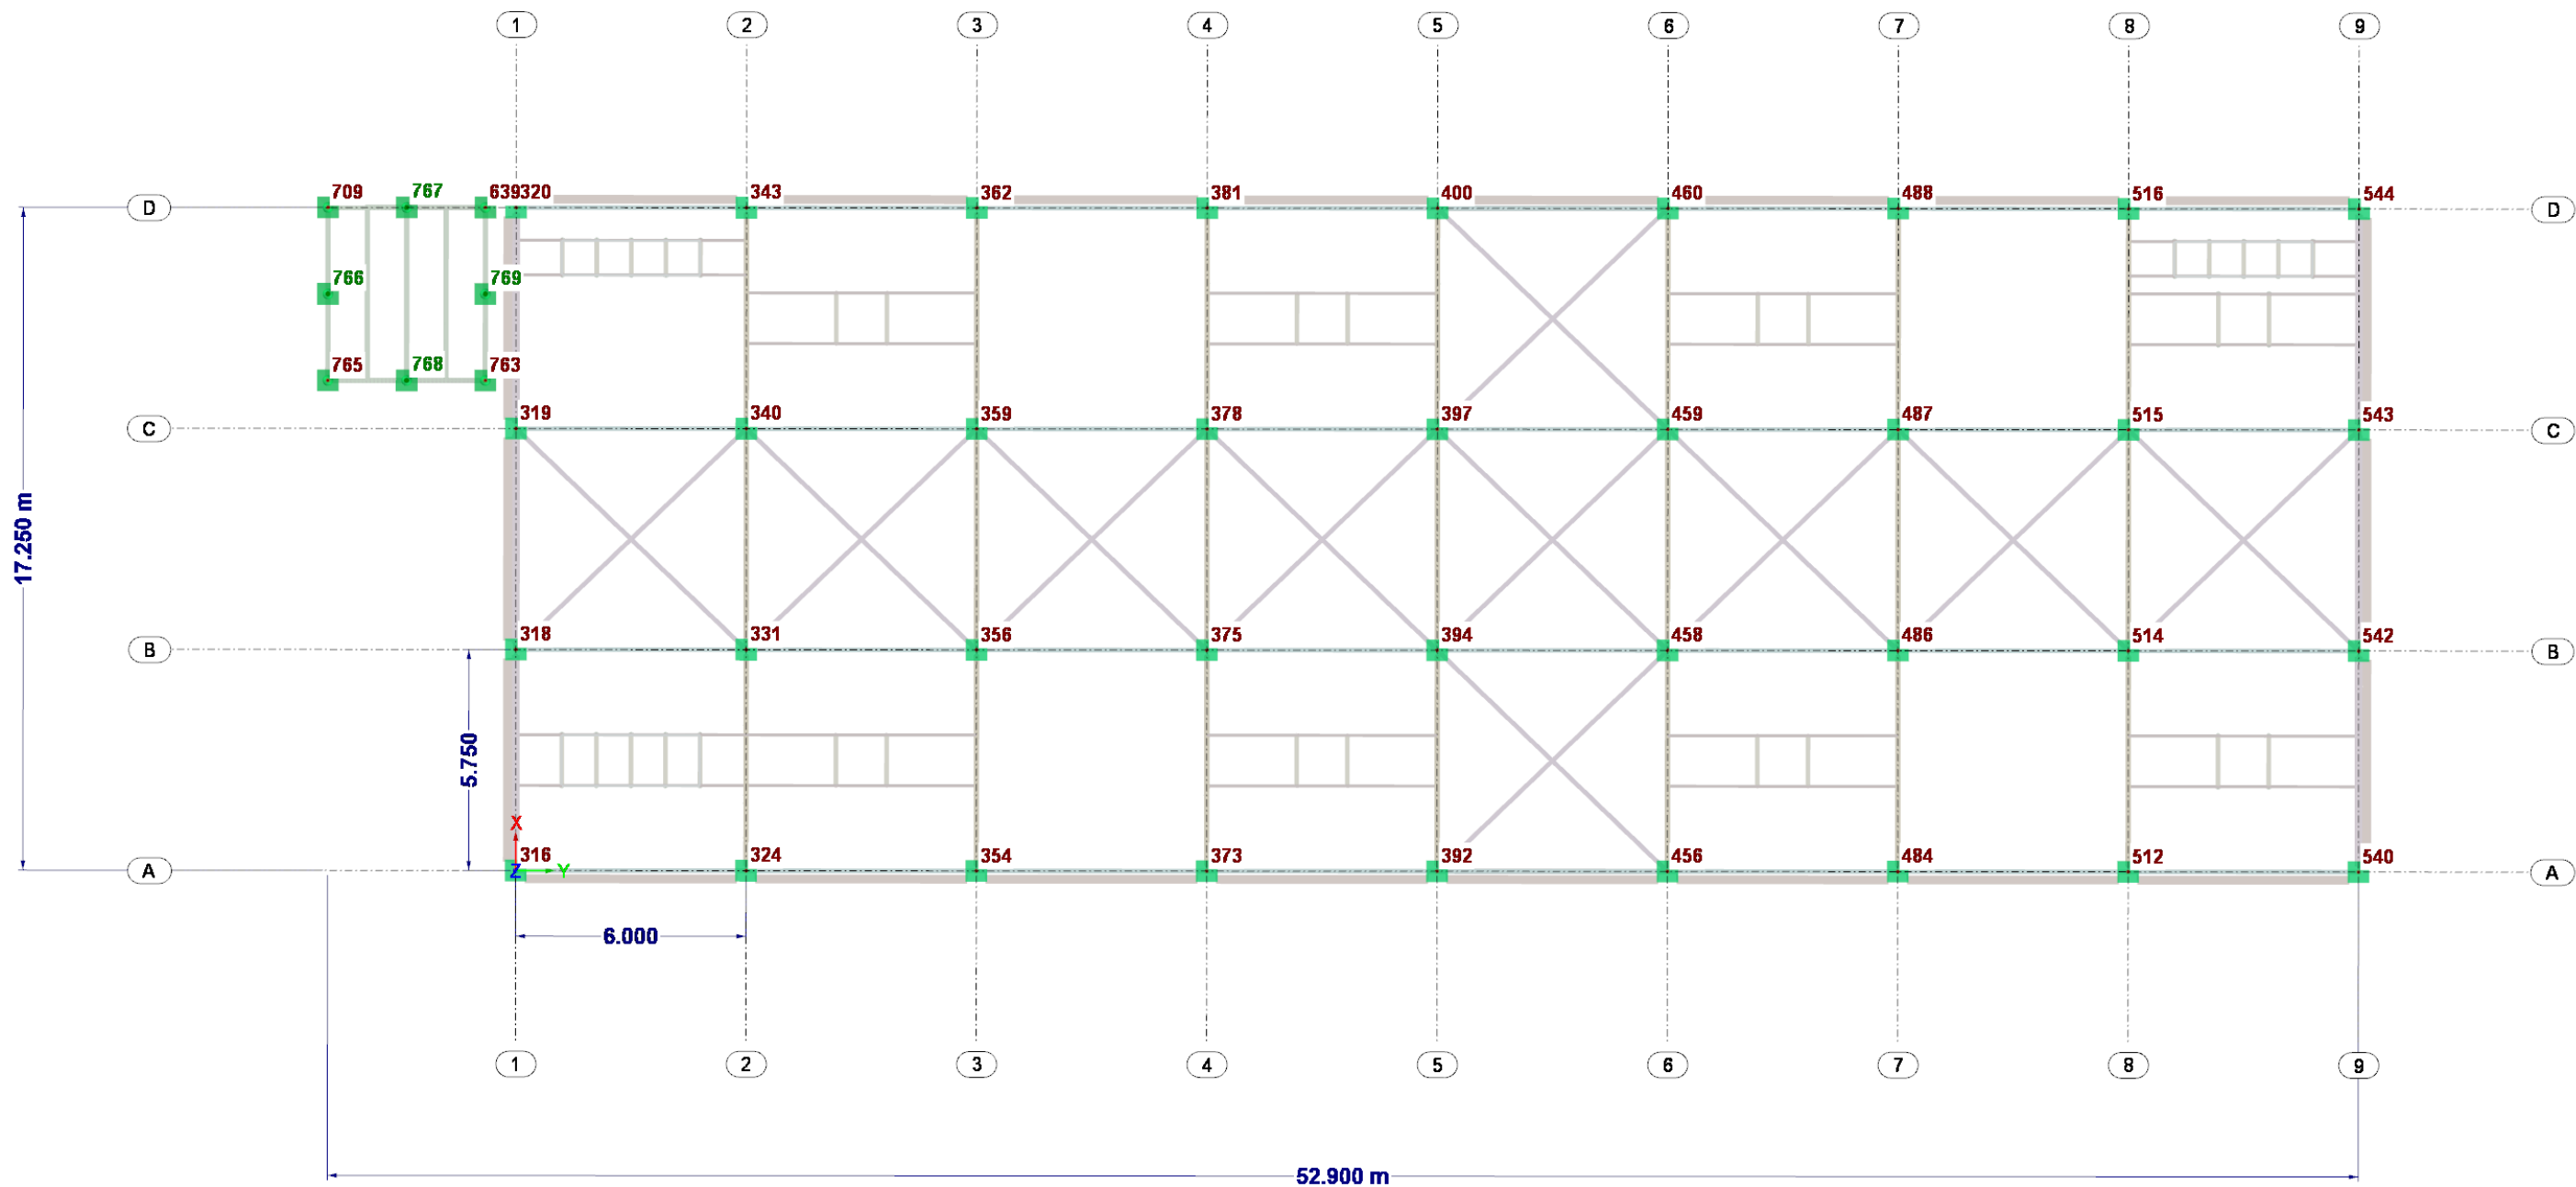 1 2 3 4 5 6 7 8 9
709 767 639 320 343 362 381 400 460 488 516 544
D D
766 769
765 768 763
319 340 359 378 397 459 487 515 543
C C
17.250 m
318 331 356 375 394 458 486 514 542
B B
5.750
X
316 324 354 373 392 456 484 512 540
A Z Y A
6.000
1 2 3 4 5 6 7 8 9
52.900 m